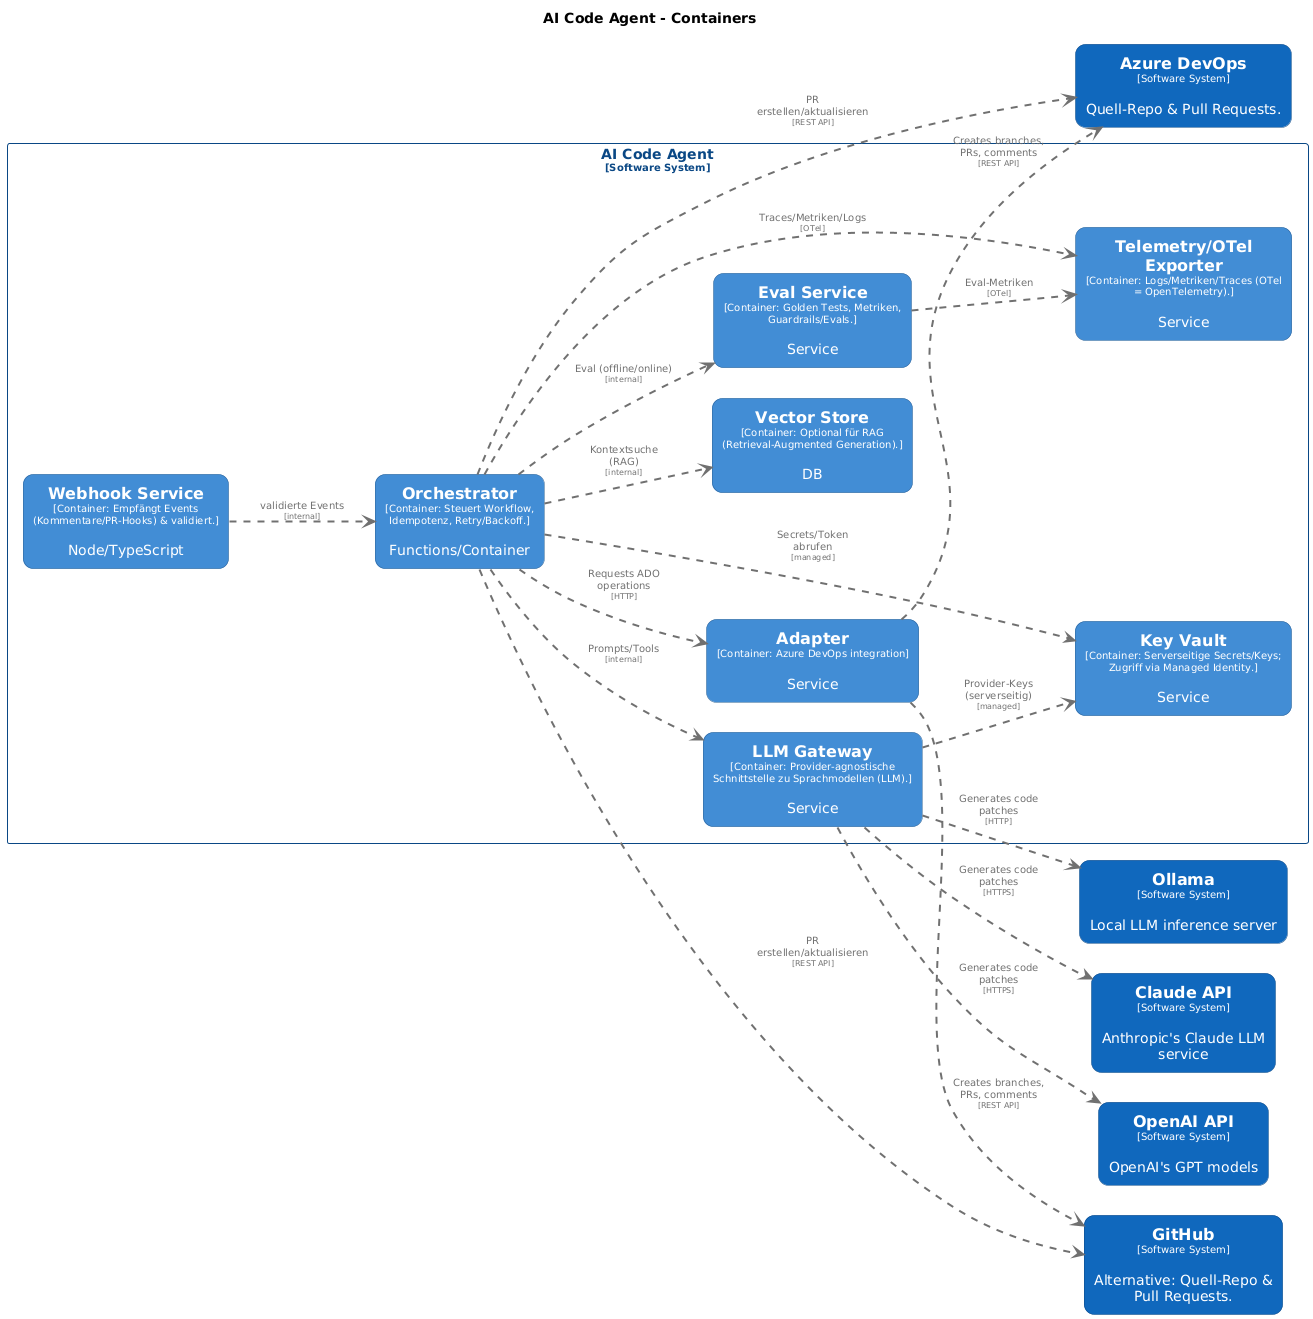 AI Code Agent - Containers
Azure DevOps
[Software System]
Quell-Repo & Pull Requests.
PR
erstellen/aktualisieren
[REST API]
Creates branches,
PRs, comments
[REST API]
AI Code Agent
[Software System]
Traces/Metriken/Logs
[OTel]
Telemetry/OTel
Exporter
[Container: Logs/Metriken/Traces (OTel
= OpenTelemetry).]
Service
Eval Service
[Container: Golden Tests, Metriken,
Guardrails/Evals.]
Service
Eval-Metriken
[OTel]
Eval (offline/online)
[internal]
Vector Store
[Container: Optional für RAG
(Retrieval-Augmented Generation).]
DB
Kontextsuche
(RAG)
[internal]
Webhook Service
[Container: Empfängt Events
(Kommentare/PR-Hooks) & validiert.]
Node/TypeScript
validierte Events
[internal]
Orchestrator
[Container: Steuert Workflow,
Idempotenz, Retry/Backoff.]
Functions/Container
Secrets/Token
abrufen
[managed]
Requests ADO
operations
[HTTP]
Adapter
[Container: Azure DevOps integration]
Service
Key Vault
[Container: Serverseitige Secrets/Keys;
Zugriff via Managed Identity.]
Service
Prompts/Tools
[internal]
Provider-Keys
(serverseitig)
[managed]
LLM Gateway
[Container: Provider-agnostische
Schnittstelle zu Sprachmodellen (LLM).]
Service
Generates code
patches
[HTTP]
Ollama
[Software System]
Local LLM inference server
Generates code
patches
[HTTPS]
PR
erstellen/aktualisieren
[REST API]
Generates code
patches
[HTTPS]
Claude API
[Software System]
Anthropic's Claude LLM
service
Creates branches,
PRs, comments
[REST API]
OpenAI API
[Software System]
OpenAI's GPT models
GitHub
[Software System]
Alternative: Quell-Repo &
Pull Requests.